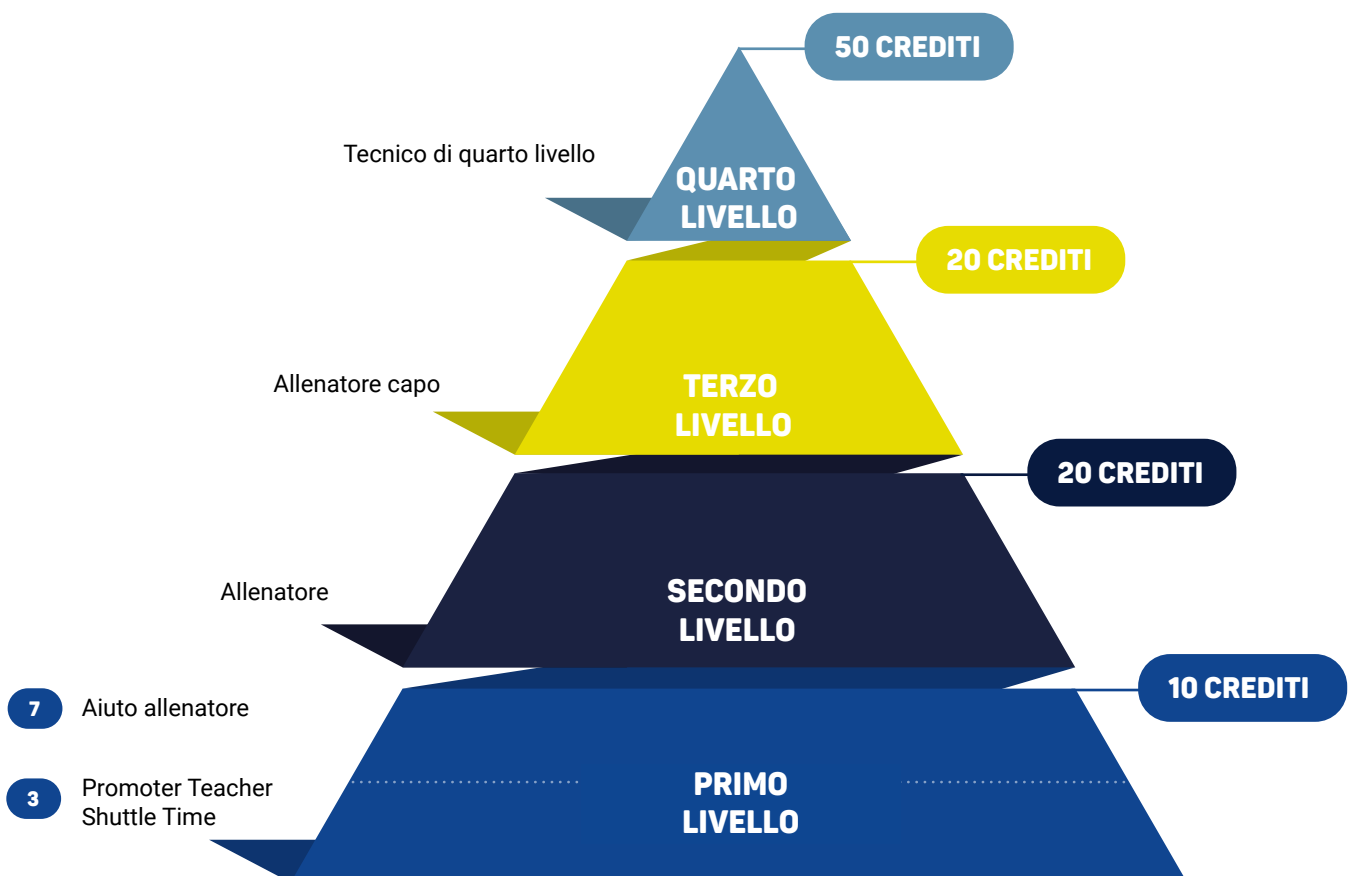 50 CREDITI
Tecnico di quarto livello
QUARTO
LIVELLO
20 CREDITI
Allenatore capo
TERZO
LIVELLO
20 CREDITI
Allenatore
SECONDO
LIVELLO
10 CREDITI
7 Aiuto allenatore
3 Promoter Teacher
Shuttle Time
PRIMO
LIVELLO